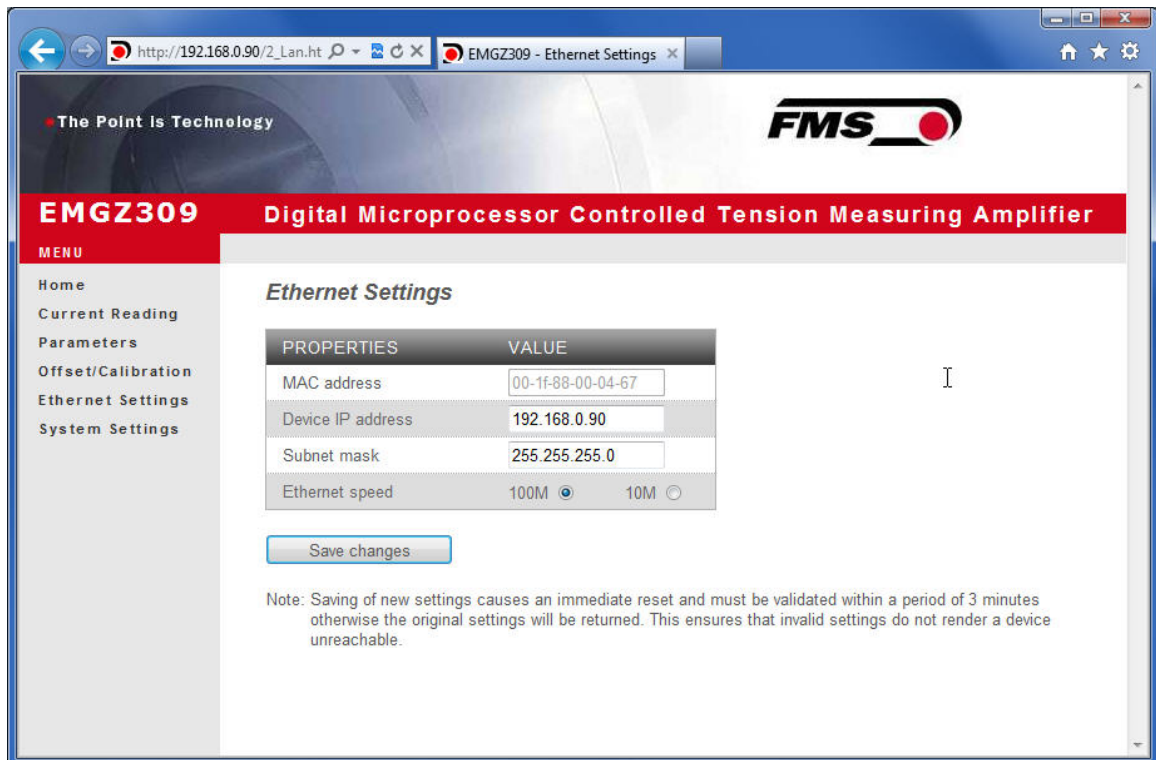 http://192.168.0.90/2_Lan.ht
EMGZ309 - Ethernet Settings
The Point is Technology
FMS
EMGZ309
Digital Microprocessor Controlled Tension Measuring Amplifier
MENU
Home
Current Reading
Parameters
Offset/Calibration
Ethernet Settings
System Settings
Ethernet Settings
PROPERTIES VALUE
MAC address 00-1f-88-00-04-67
Device IP address 192.168.0.90
Subnet mask 255.255.255.0
Ethernet speed 100M 10M
Save changes
Note: Saving of new settings causes an immediate reset and must be validated within a period of 3 minutes
otherwise the original settings will be returned. This ensures that invalid settings do not render a device
unreachable.